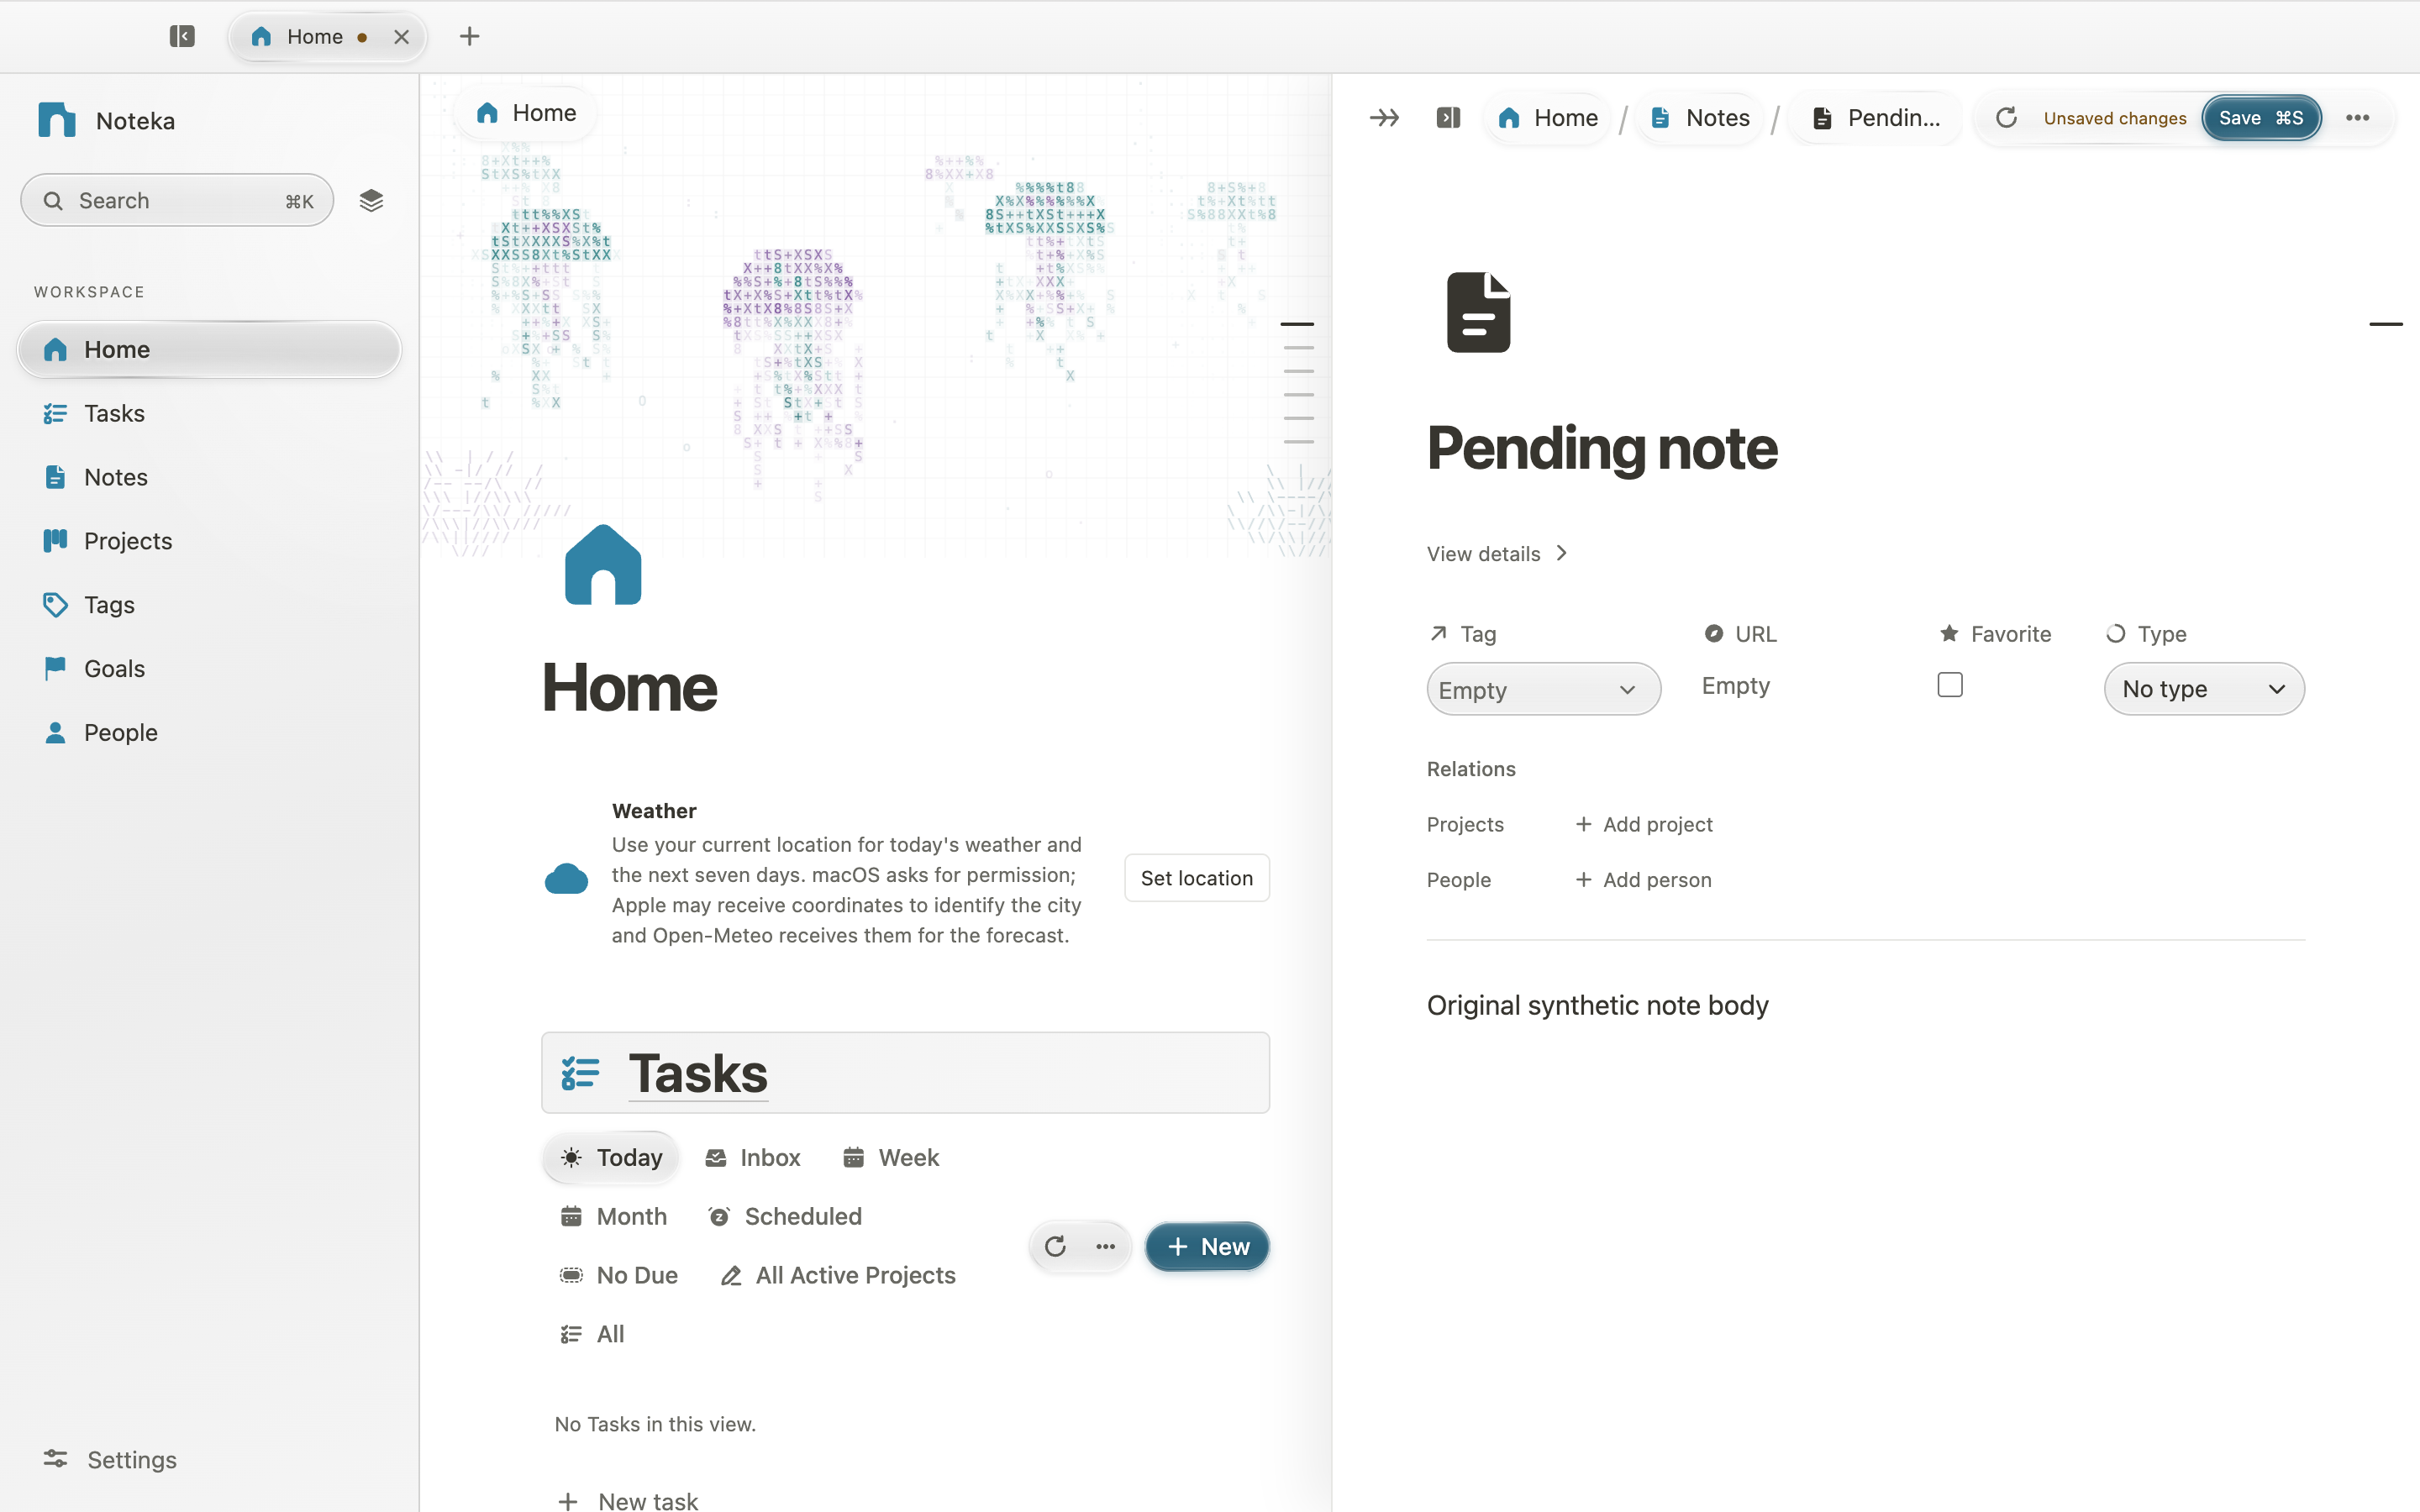 Home
Noteka
Search ⌘K
WORKSPACE
Home
Tasks
Notes
Projects
Tags
Goals
People
Settings
Home
Home
Weather
Use your current location for today's weather and
the next seven days. macOS asks for permission;
Apple may receive coordinates to identify the city
and Open-Meteo receives them for the forecast.
Set location
Tasks
Today Inbox Week
Month Scheduled
No Due All Active Projects
All
+ New
No Tasks in this view.
+ New task
Home / Notes / Pendin...
Unsaved changes Save ⌘S
Pending note
View details
Tag URL Favorite Type
Empty Empty No type
Relations
Projects + Add project
People + Add person
Original synthetic note body